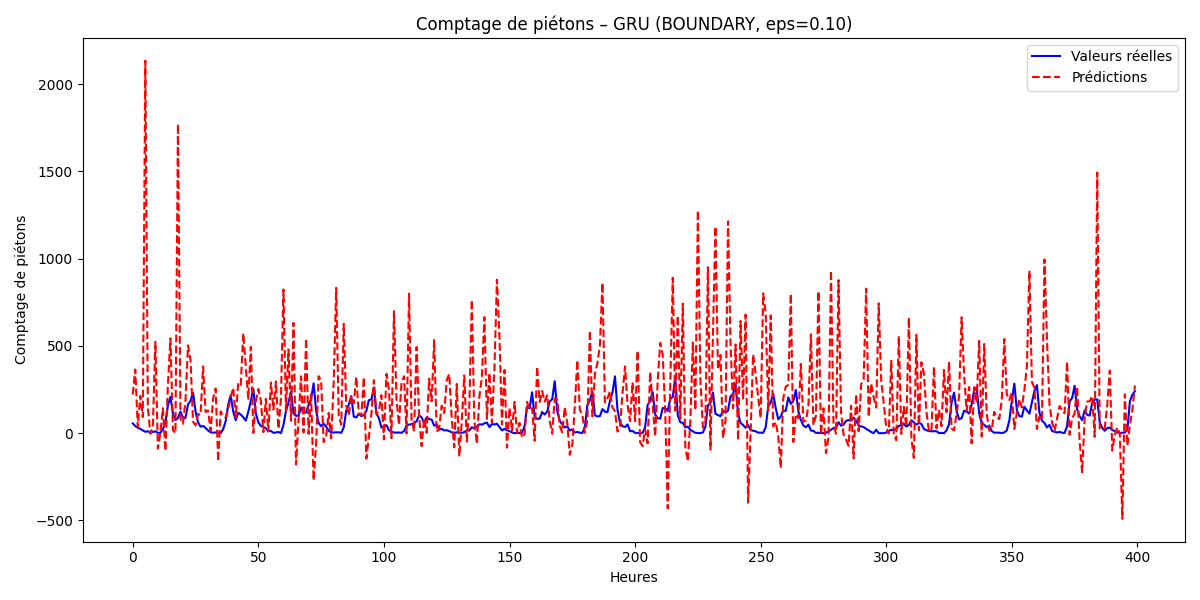 Comptage de piétons – GRU (BOUNDARY, eps=0.10)
Valeurs réelles
Prédictions
Comptage de piétons
2000
1500
1000
500
0
−500
0 50 100 150 200 250 300 350 400
Heures